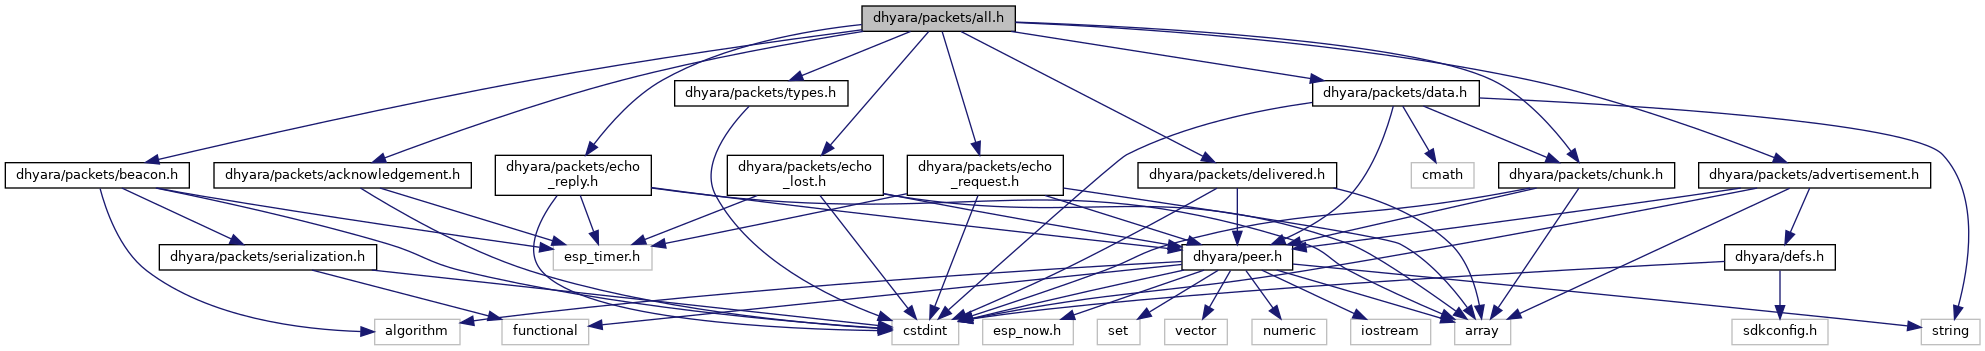 dhyara/packets/all.h
dhyara/packets/types.h
dhyara/packets/data.h
dhyara/packets/beacon.h
dhyara/packets/acknowledgement.h
dhyara/packets/echo
_reply.h
dhyara/packets/echo
_lost.h
dhyara/packets/echo
_request.h
dhyara/packets/delivered.h
cmath
dhyara/packets/chunk.h
dhyara/packets/advertisement.h
dhyara/packets/serialization.h
esp_timer.h
dhyara/peer.h
dhyara/defs.h
algorithm
functional
cstdint
esp_now.h
set
vector
numeric
iostream
array
sdkconfig.h
string